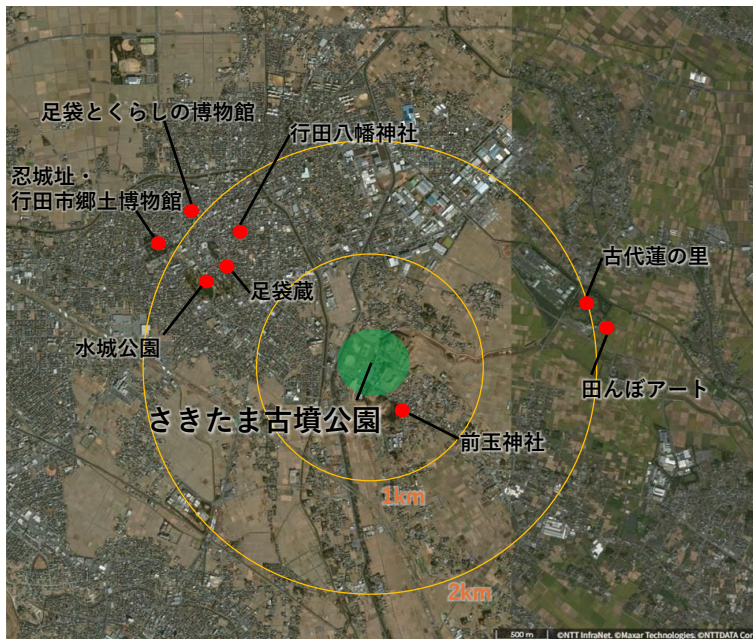 足袋とくらしの博物館
行田八幡神社
忍城址・
行田市郷土博物館
古代蓮の里
足袋蔵
水城公園
田んぼアート
さきたま古墳公園
前玉神社
1km
2km
500 m
©NTT InfraNet, ©Maxar Technologies, ©NTTDATA Cor